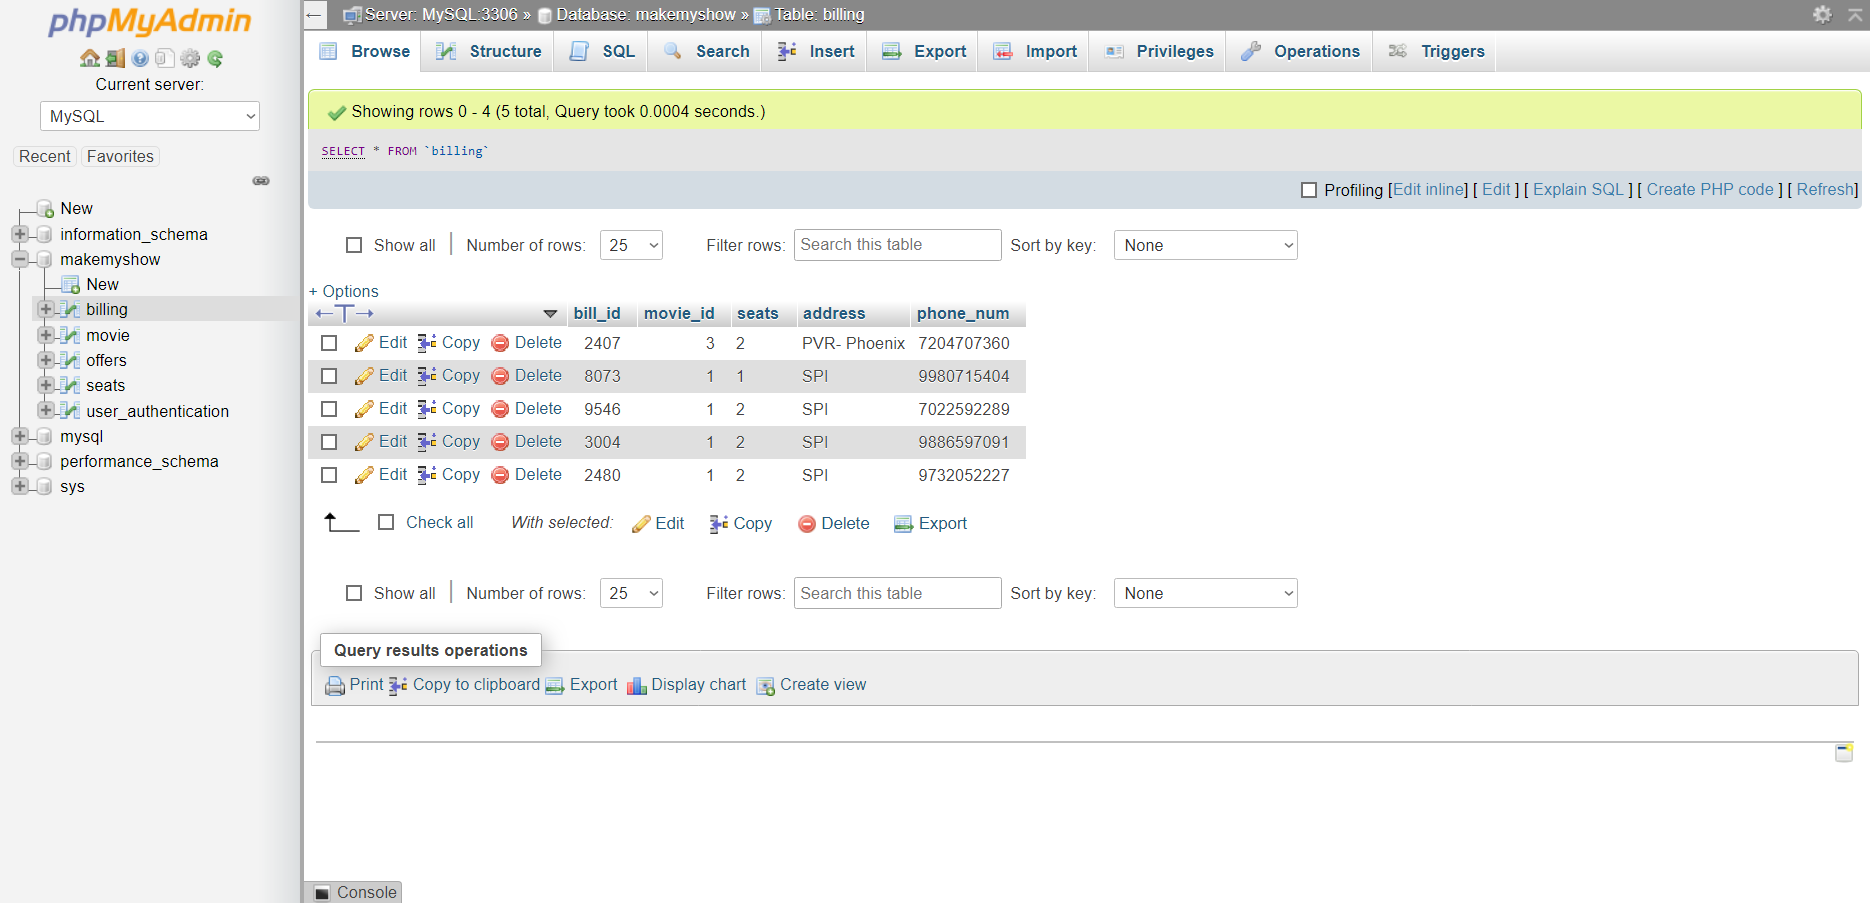 phpMyAdmin
Current server:
MySQL
Recent Favorites
New
information_schema
makemyshow
New
billing
movie
offers
seats
user_authentication
mysql
performance_schema
sys
Server: MySQL:3306 » Database: makemyshow » Table: billing
Browse Structure SQL Search Insert Export Import Privileges Operations Triggers
Showing rows 0 - 4 (5 total, Query took 0.0004 seconds.)
SELECT * FROM `billing`
Profiling [Edit inline] [ Edit ] [ Explain SQL ] [ Create PHP code ] [ Refresh]
Show all | Number of rows: 25 Filter rows: Search this table Sort by key: None
+ Options
←T→ bill_id movie_id seats address phone_num
Edit Copy Delete 2407 3 2 PVR- Phoenix 7204707360
Edit Copy Delete 8073 1 1 SPI 9980715404
Edit Copy Delete 9546 1 2 SPI 7022592289
Edit Copy Delete 3004 1 2 SPI 9886597091
Edit Copy Delete 2480 1 2 SPI 9732052227
Check all With selected: Edit Copy Delete Export
Show all | Number of rows: 25 Filter rows: Search this table Sort by key: None
Query results operations
Print Copy to clipboard Export Display chart Create view
Console